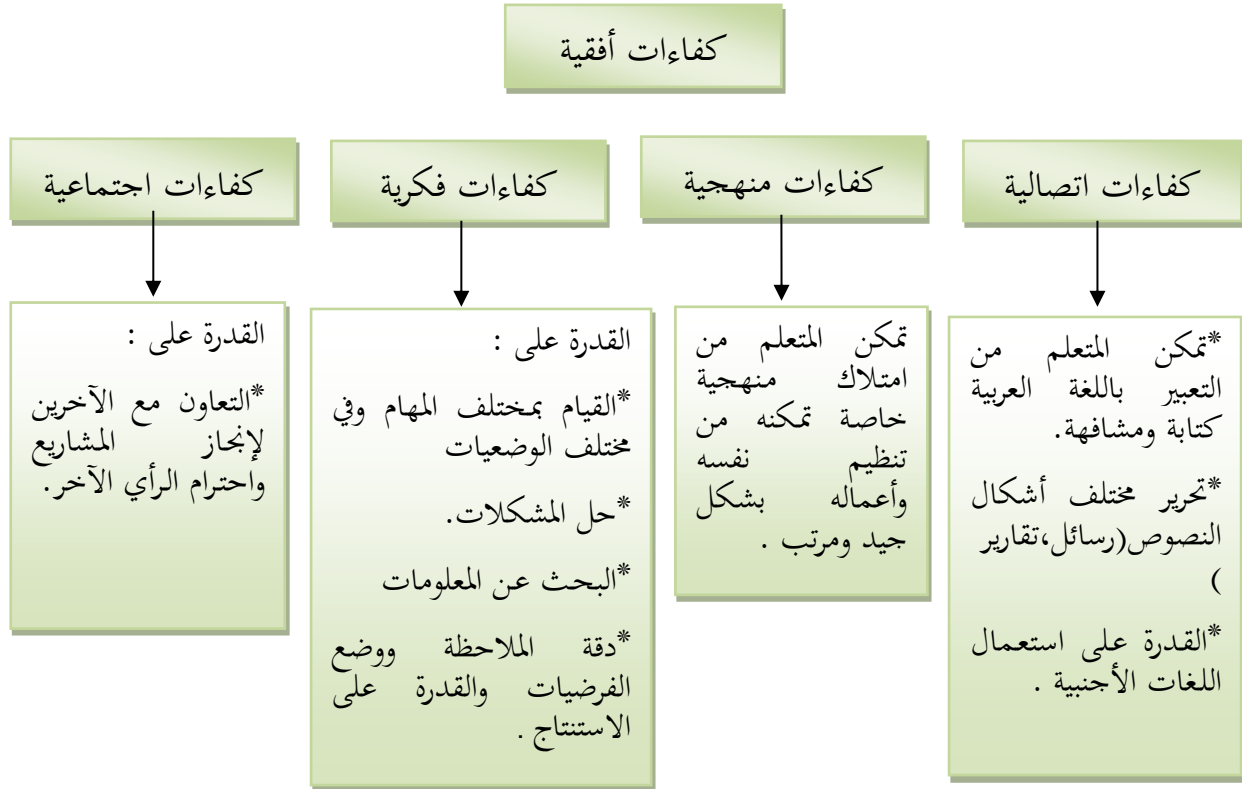 كفاءات أفقية
كفاءات اتصالية
*تمكن المتعلم من
التعبير باللغة العربية
كتابة ومشافهة.
*تحرير مختلف أشكال
النصوص(رسائل،تقارير
)
*القدرة على استعمال
اللغات الأجنبية .
كفاءات منهجية
تمكن المتعلم من
امتلاك منهجية
خاصة تمكنه من
تنظيم نفسه
وأعماله بشكل
جيد ومرتب .
كفاءات فكرية
القدرة على :
*القيام بمختلف المهام وفي
مختلف الوضعيات
*حل المشكلات.
*البحث عن المعلومات
*دقة الملاحظة ووضع
الفرضيات والقدرة على
الاستنتاج .
كفاءات اجتماعية
القدرة على :
*التعاون مع الآخرين
لإنجاز المشاريع
واحترام الرأي الآخر.